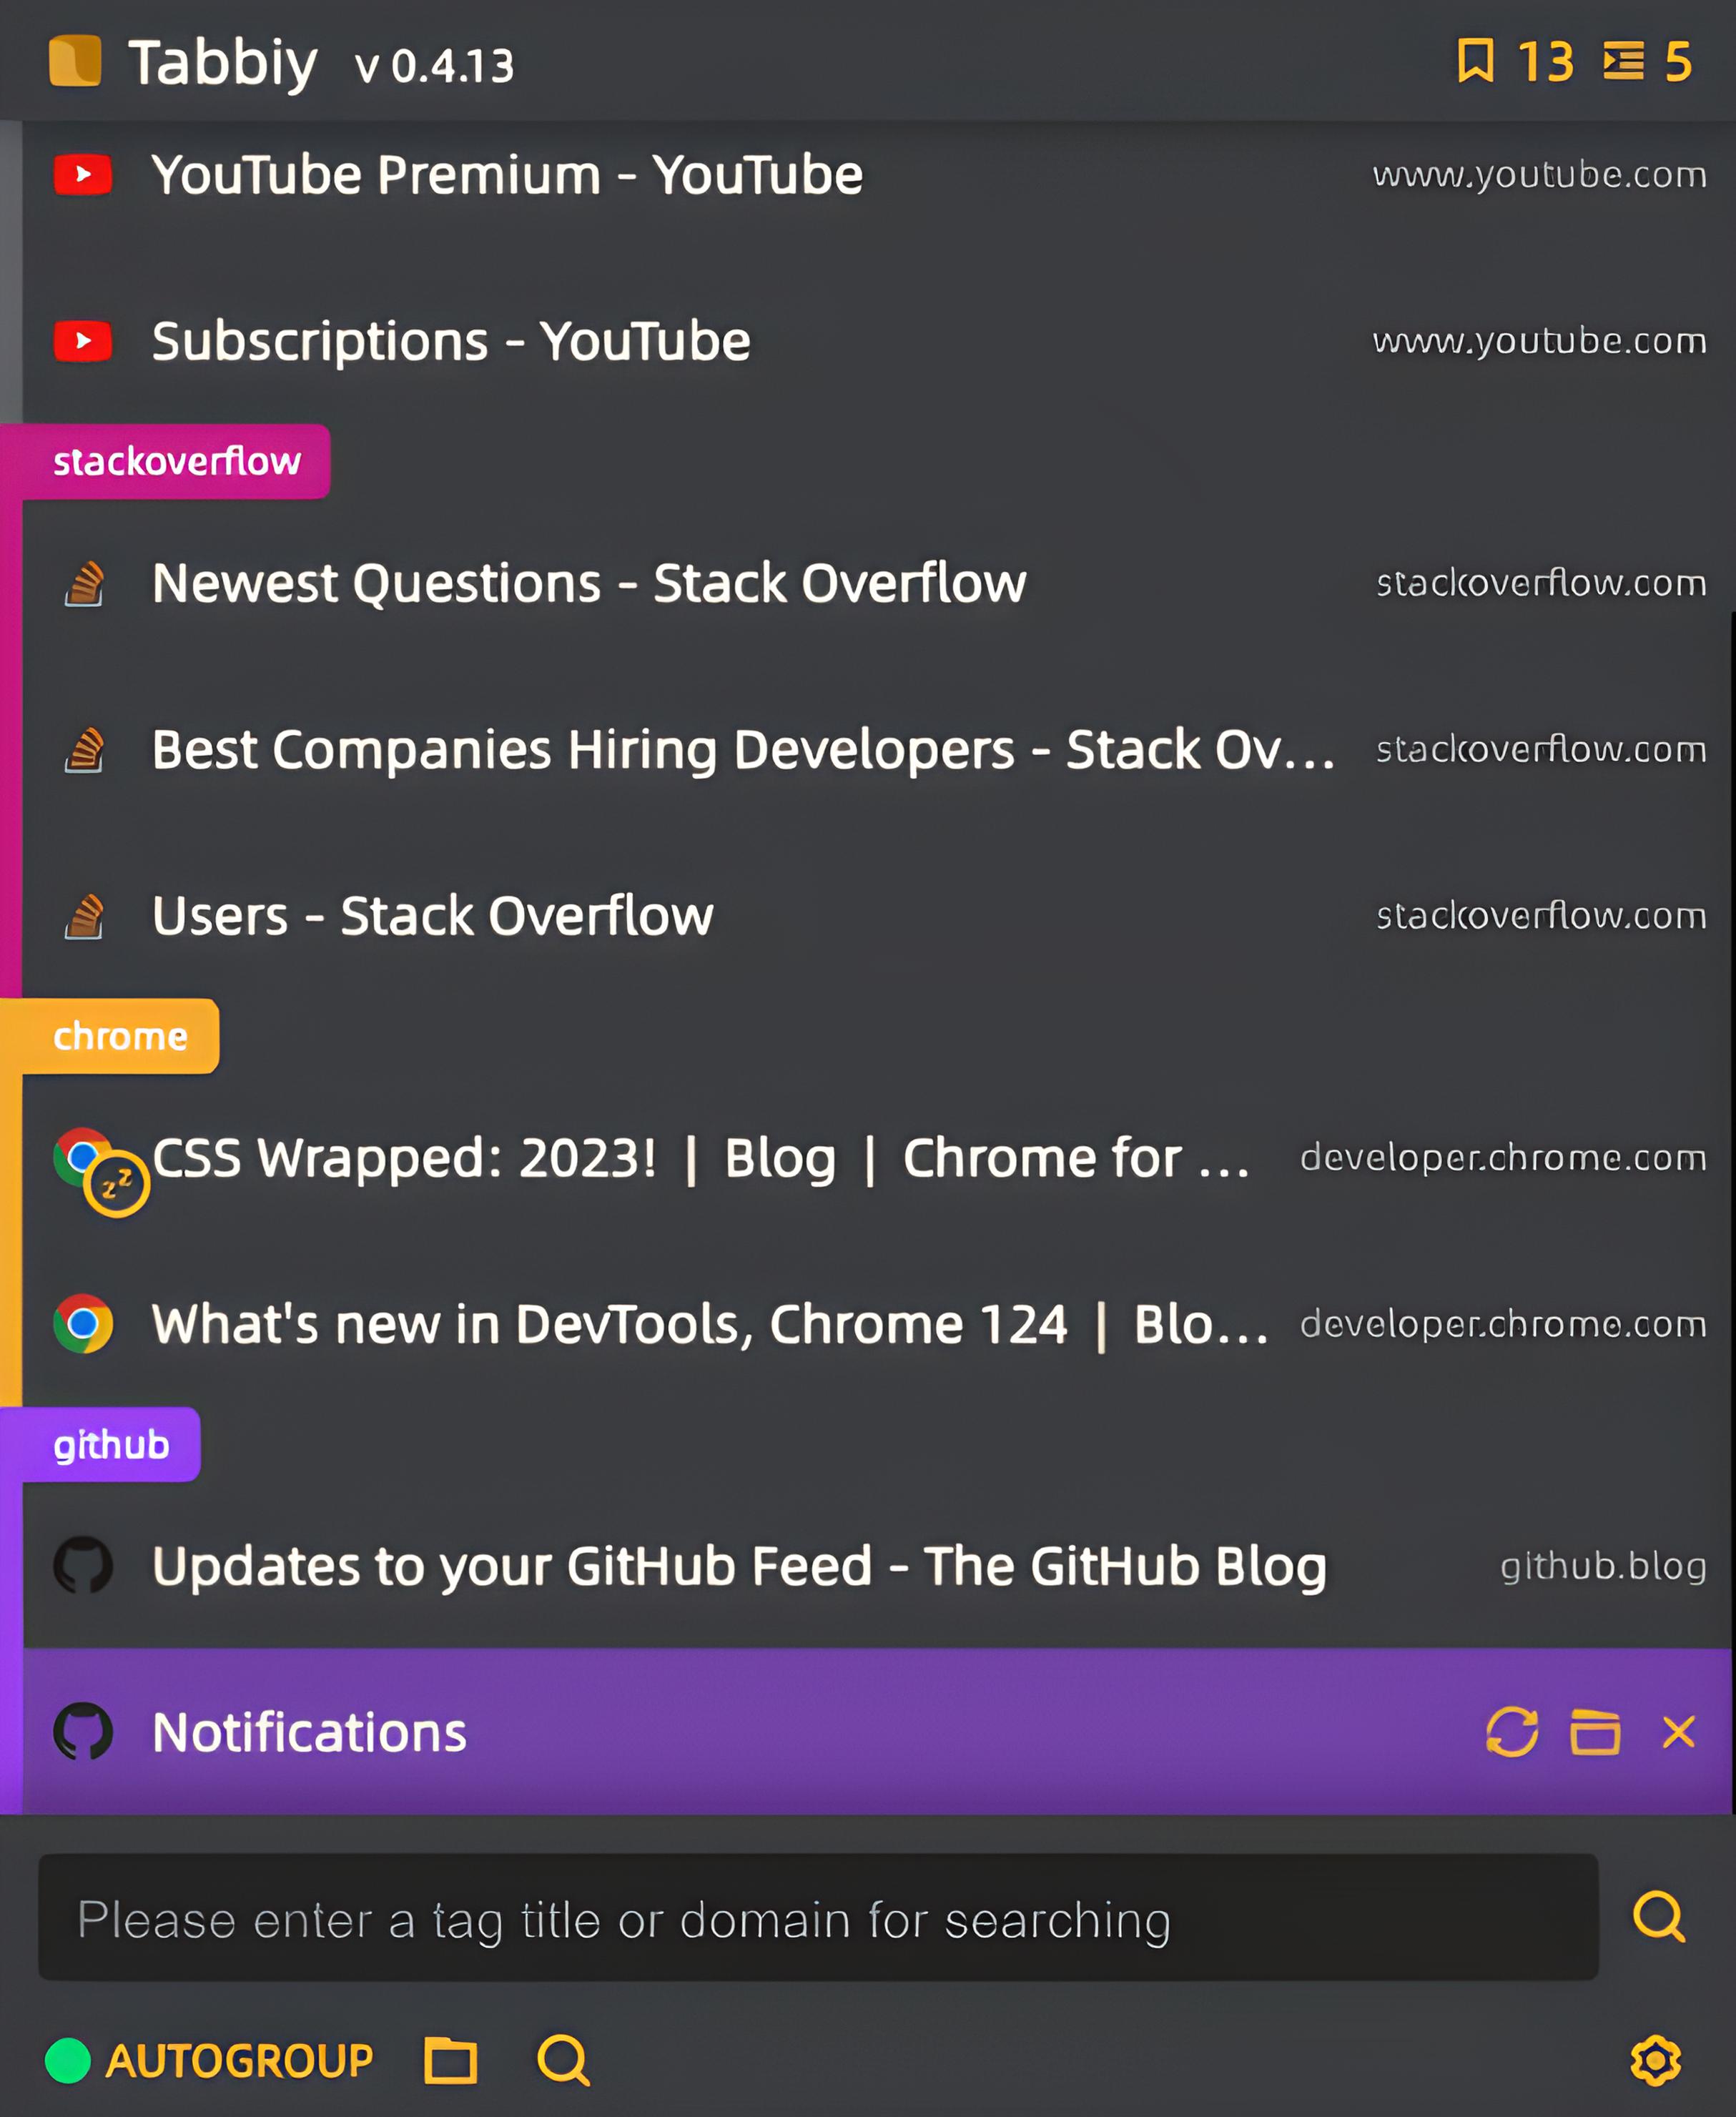 Tabbiy v 0.4.13 13 5
YouTube Premium - YouTube www.youtube.com
Subscriptions - YouTube www.youtube.com
stackoverflow
Newest Questions - Stack Overflow stackoverflow.com
Best Companies Hiring Developers - Stack Ov... stackoverflow.com
Users - Stack Overflow stackoverflow.com
chrome
zz CSS Wrapped: 2023! | Blog | Chrome for ... developer.chrome.com
What's new in DevTools, Chrome 124 | Blo... developer.chrome.com
github
Updates to your GitHub Feed - The GitHub Blog github.blog
Notifications
Please enter a tag title or domain for searching
AUTOGROUP